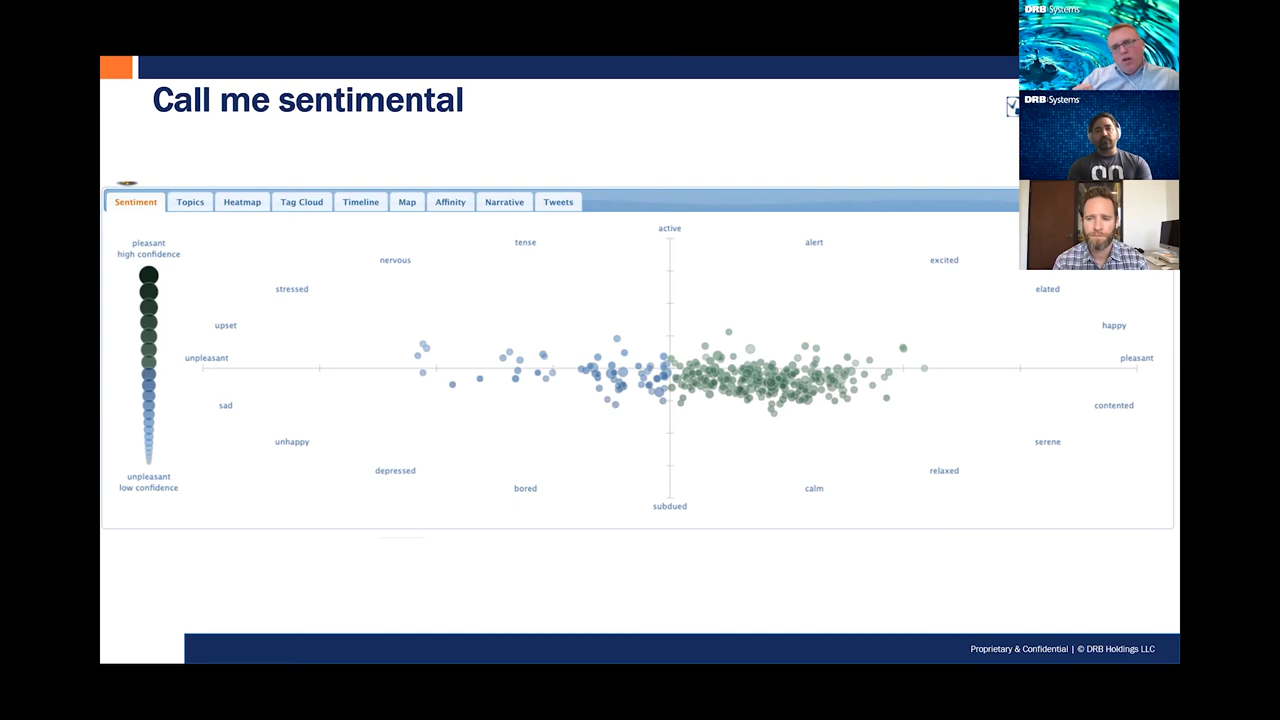 DRB Systems
Call me sentimental
DRB Systems
Sentiment
Topics
Heatmap
Tag Cloud
Timeline
Map
Affinity
Narrative
Tweets
pleasant
high confidence
unpleasant
low confidence
active
tense
alert
nervous
excited
stressed
elated
upset
happy
unpleasant
pleasant
sad
contented
unhappy
serene
depressed
relaxed
bored
calm
subdued
Proprietary & Confidential | © DRB Holdings LLC